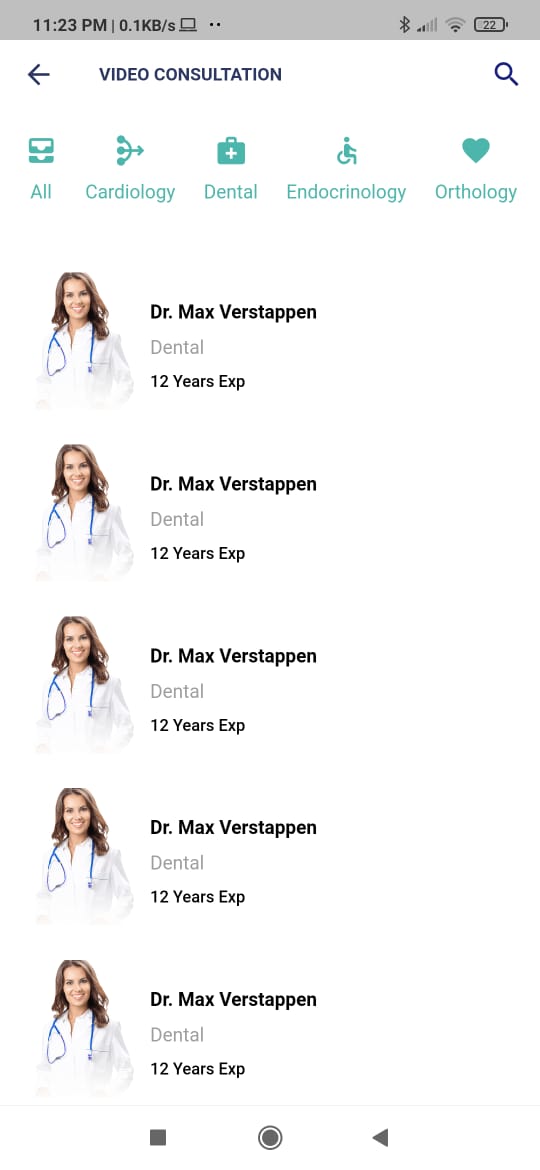 11:23 PM | 0.1KB/s
22
VIDEO CONSULTATION
All Cardiology Dental Endocrinology Orthology
Dr. Max Verstappen
Dental
12 Years Exp
Dr. Max Verstappen
Dental
12 Years Exp
Dr. Max Verstappen
Dental
12 Years Exp
Dr. Max Verstappen
Dental
12 Years Exp
Dr. Max Verstappen
Dental
12 Years Exp